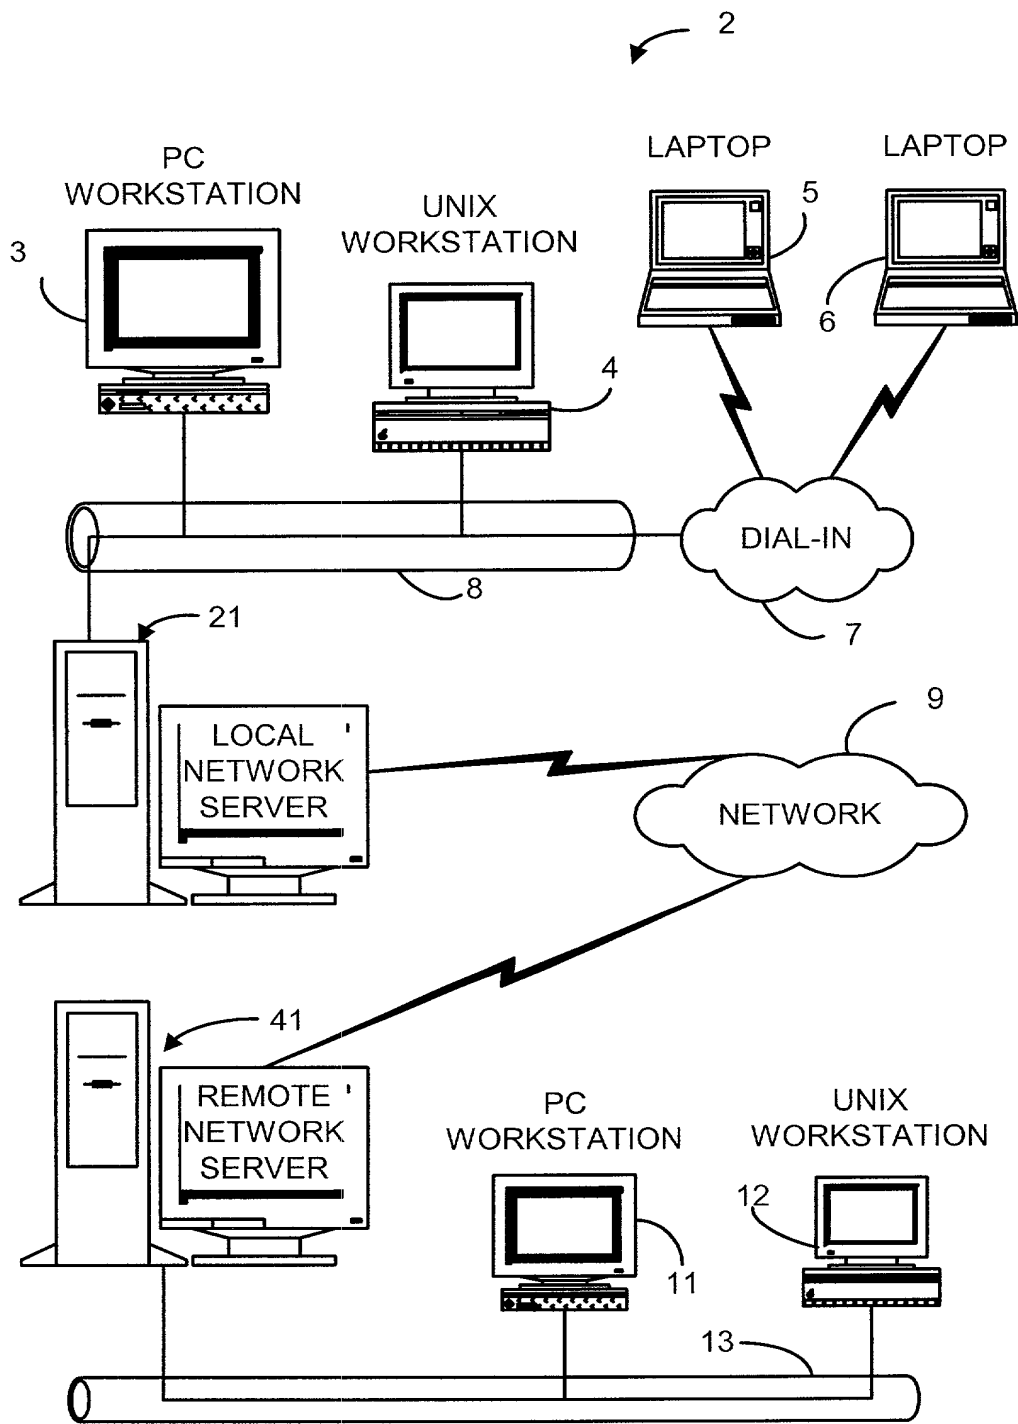 2
PC
WORKSTATION
UNIX
WORKSTATION
LAPTOP
LAPTOP
3
4
5
6
DIAL-IN
8
7
21
LOCAL
NETWORK
SERVER
9
NETWORK
41
REMOTE
NETWORK
SERVER
PC
WORKSTATION
UNIX
WORKSTATION
11
12
13